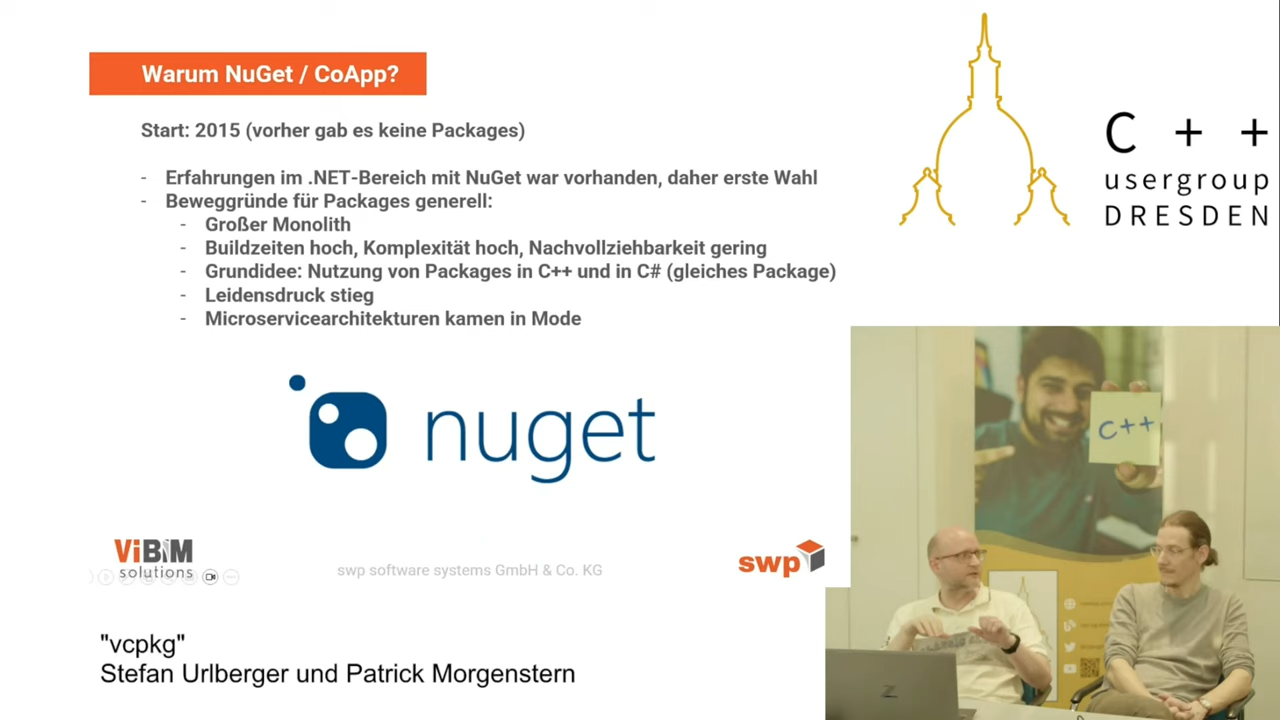 Warum NuGet / CoApp?
Start: 2015 (vorher gab es keine Packages)
- Erfahrungen im .NET-Bereich mit NuGet war vorhanden, daher erste Wahl
- Beweggründe für Packages generell:
- Großer Monolith
- Buildzeiten hoch, Komplexität hoch, Nachvollziehbarkeit gering
- Grundidee: Nutzung von Packages in C++ und in C# (gleiches Package)
- Leidensdruck stieg
- Microservicearchitekturen kamen in Mode
nuget
ViBIM
solutions
swp software systems GmbH & Co. KG
swp
"vcpkg"
Stefan Urlberger und Patrick Morgenstern
C++
usergroup
DRESDEN
C++